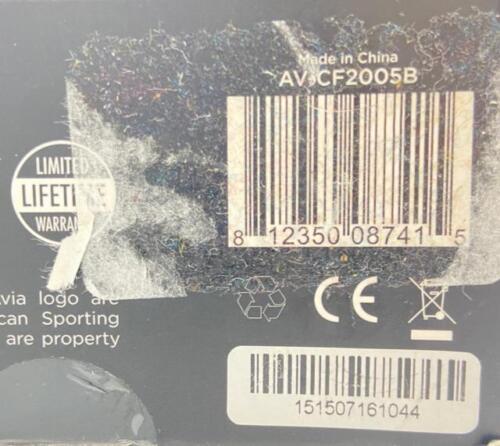 Made in China
AV-CF2005B
LIMITED
LIFETIME
WARRAN
8 12350 08741 5
via logo are
can Sporting
are property
CE
151507161044